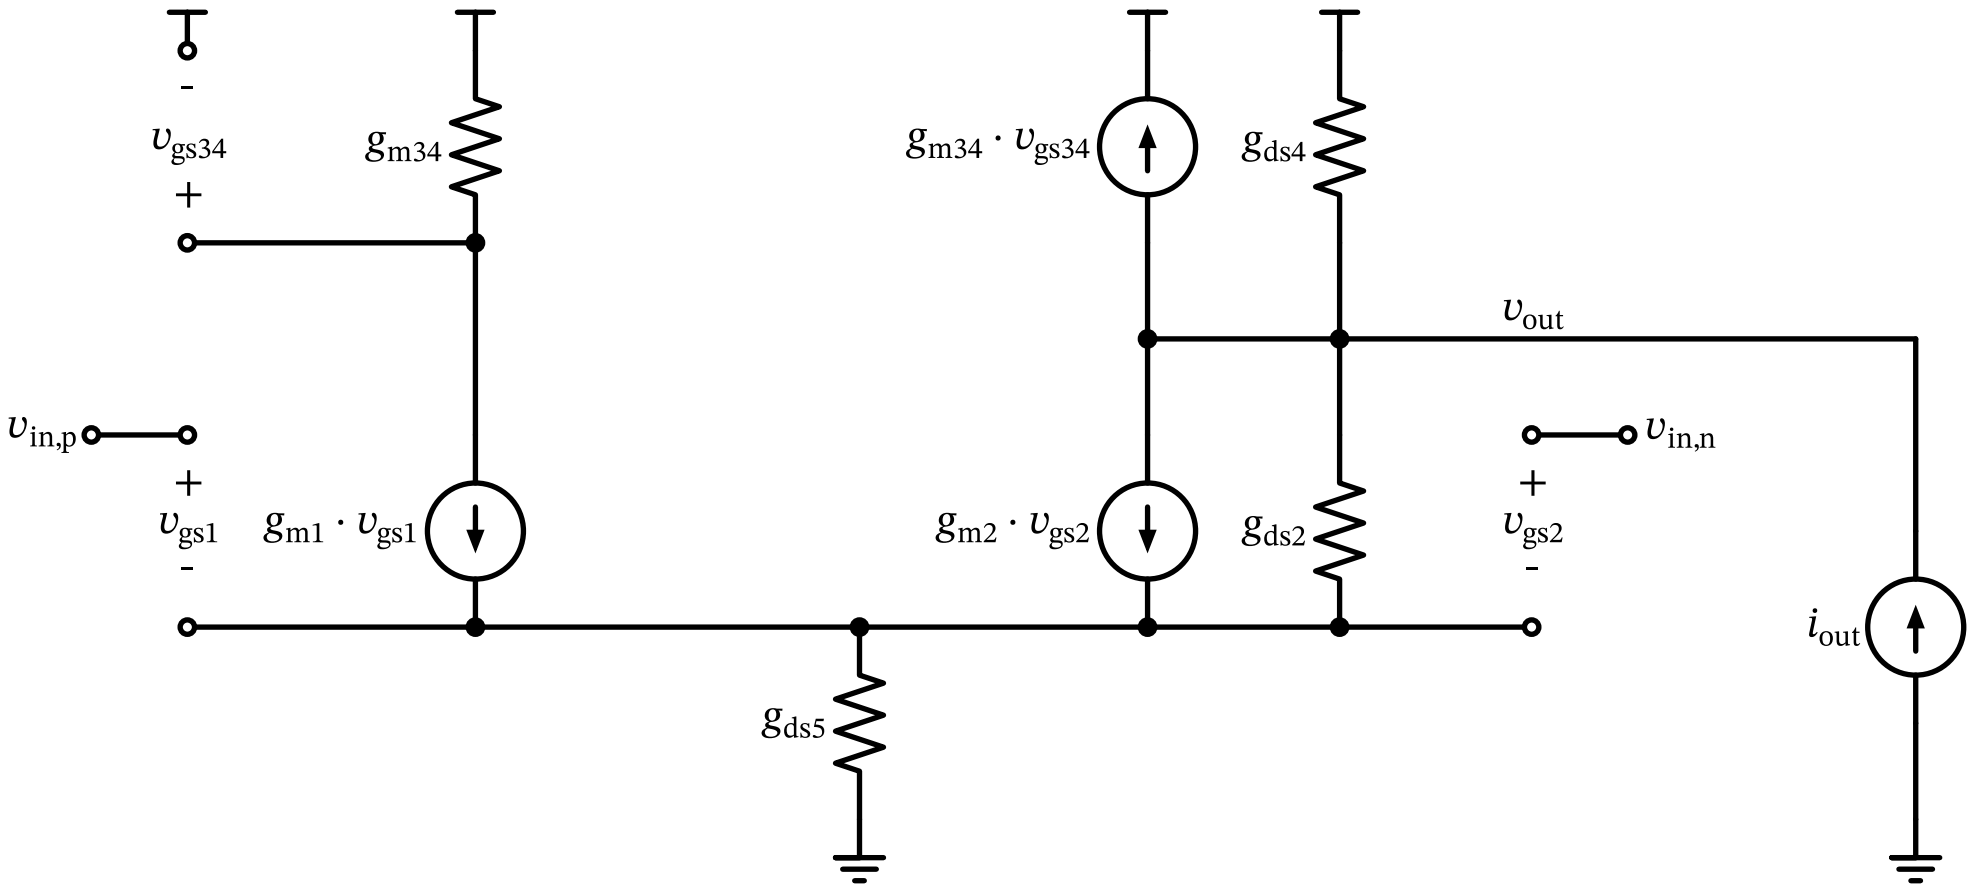 -
v_gs34
+
g_m34
g_m34 · v_gs34
g_ds4
v_out
v_in,p
+
v_gs1
-
g_m1 · v_gs1
g_m2 · v_gs2
g_ds2
v_in,n
+
v_gs2
-
g_ds5
i_out